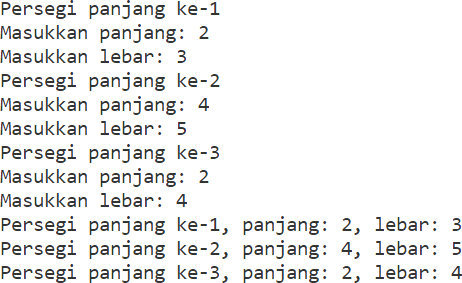 Persegi panjang ke-1
Masukkan panjang: 2
Masukkan lebar: 3
Persegi panjang ke-2
Masukkan panjang: 4
Masukkan lebar: 5
Persegi panjang ke-3
Masukkan panjang: 2
Masukkan lebar: 4
Persegi panjang ke-1, panjang: 2, lebar: 3
Persegi panjang ke-2, panjang: 4, lebar: 5
Persegi panjang ke-3, panjang: 2, lebar: 4